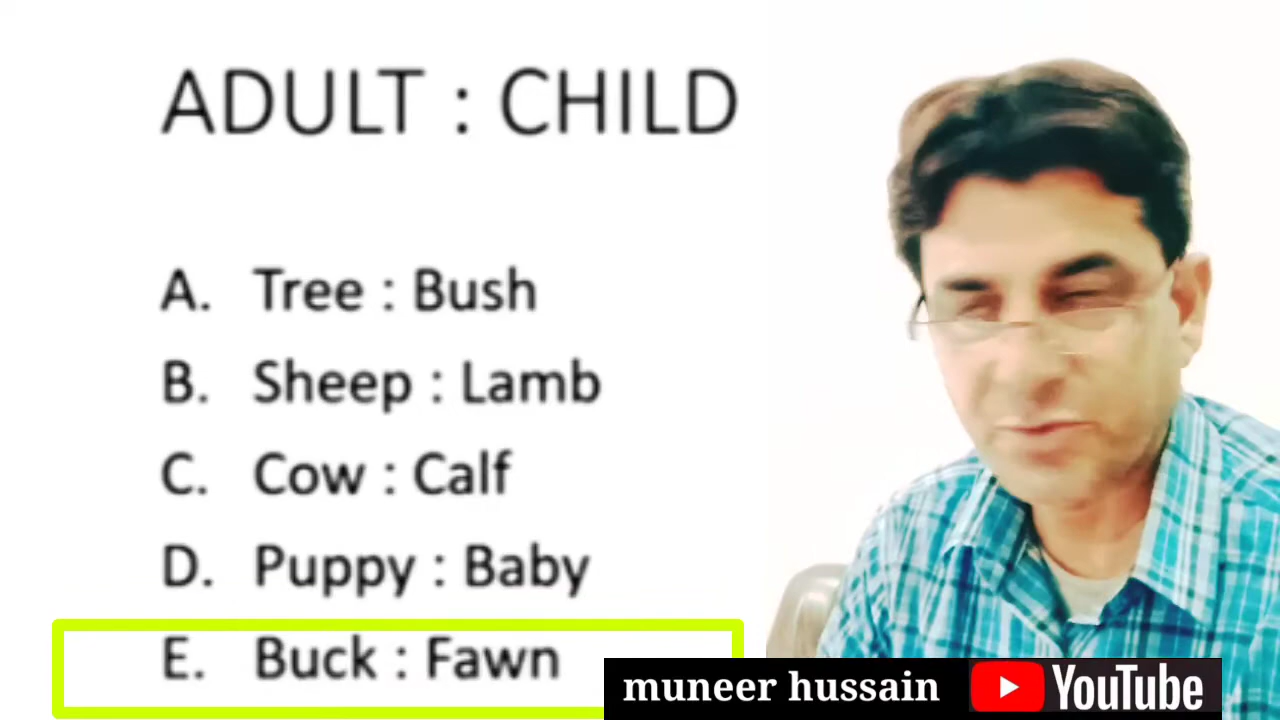 ADULT : CHILD
A. Tree : Bush
B. Sheep : Lamb
C. Cow : Calf
D. Puppy : Baby
E. Buck : Fawn
muneer hussain YouTube